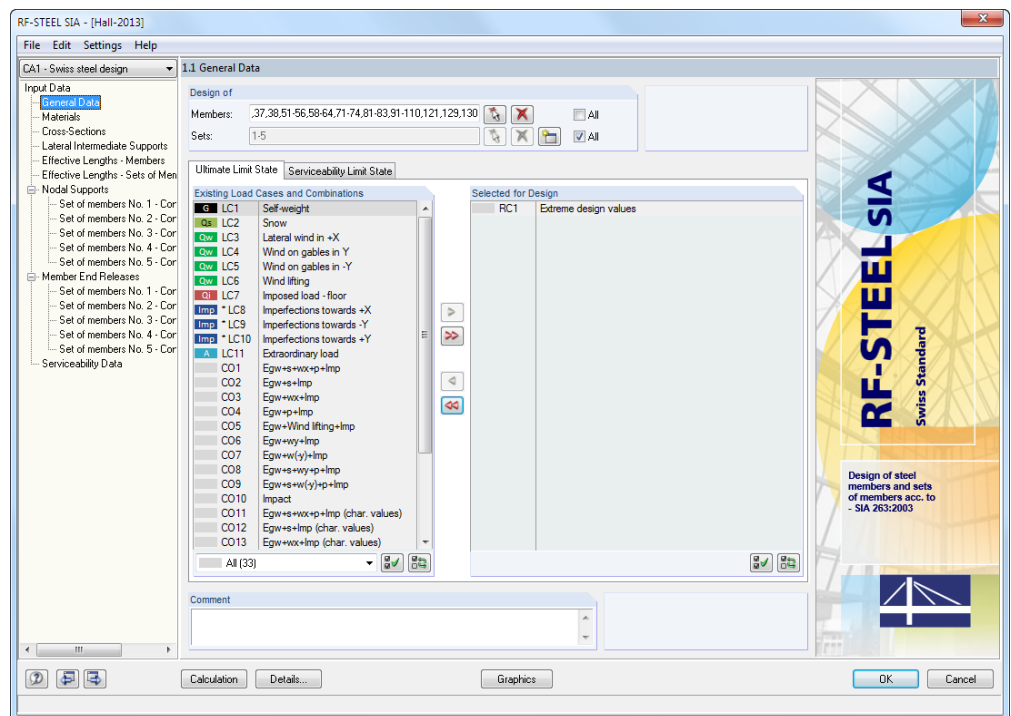 RF-STEEL SIA - [Hall-2013]
File Edit Settings Help
CA1 - Swiss steel design
1.1 General Data
Input Data
General Data
Materials
Cross-Sections
Lateral Intermediate Supports
Effective Lengths - Members
Effective Lengths - Sets of Men
Nodal Supports
Set of members No. 1 - Cor
Set of members No. 2 - Cor
Set of members No. 3 - Cor
Set of members No. 4 - Cor
Set of members No. 5 - Cor
Member End Releases
Set of members No. 1 - Cor
Set of members No. 2 - Cor
Set of members No. 3 - Cor
Set of members No. 4 - Cor
Set of members No. 5 - Cor
Serviceability Data
Design of
Members: ,37,38,51-56,58-64,71-74,81-83,91-110,121,129,130 All
Sets: 1-5 All
Ultimate Limit State Serviceability Limit State
Existing Load Cases and Combinations
G LC1 Self-weight
Qs LC2 Snow
Qw LC3 Lateral wind in +X
Qw LC4 Wind on gables in Y
Qw LC5 Wind on gables in -Y
Qw LC6 Wind lifting
Qi LC7 Imposed load - floor
Imp * LC8 Imperfections towards +X
Imp * LC9 Imperfections towards -Y
Imp * LC10 Imperfections towards +Y
A LC11 Extraordinary load
CO1 Egw+s+wx+p+Imp
CO2 Egw+s+Imp
CO3 Egw+wx+Imp
CO4 Egw+p+Imp
CO5 Egw+Wind lifting+Imp
CO6 Egw+wy+Imp
CO7 Egw+w(-y)+Imp
CO8 Egw+s+wy+p+Imp
CO9 Egw+s+w(-y)+p+Imp
CO10 Impact
CO11 Egw+s+wx+p+Imp (char. values)
CO12 Egw+s+Imp (char. values)
CO13 Egw+wx+Imp (char. values)
All (33)
Selected for Design
RC1 Extreme design values
Comment
RF-STEEL SIA
Swiss Standard
Design of steel
members and sets
of members acc. to
- SIA 263:2003
Calculation Details... Graphics OK Cancel